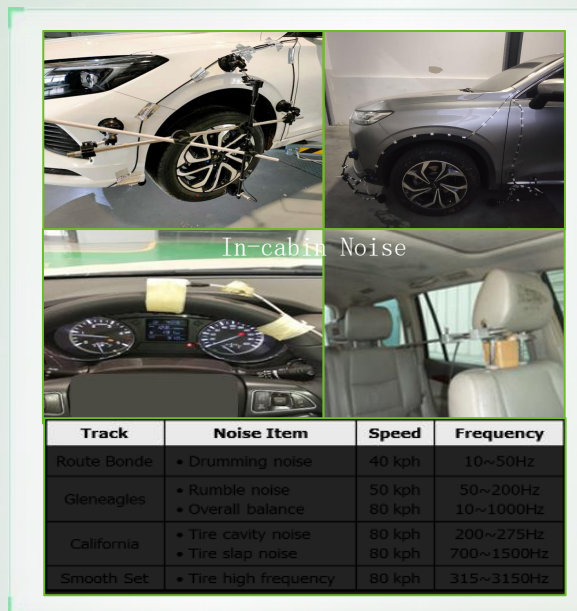 In-cabin Noise
Track Noise Item Speed Frequency
Route Bonde • Drumming noise 40 kph 10~50Hz
Gleneagles • Rumble noise 50 kph 50~200Hz
• Overall balance 80 kph 10~1000Hz
California • Tire cavity noise 80 kph 200~275Hz
• Tire slap noise 80 kph 700~1500Hz
Smooth Set • Tire high frequency 80 kph 315~3150Hz